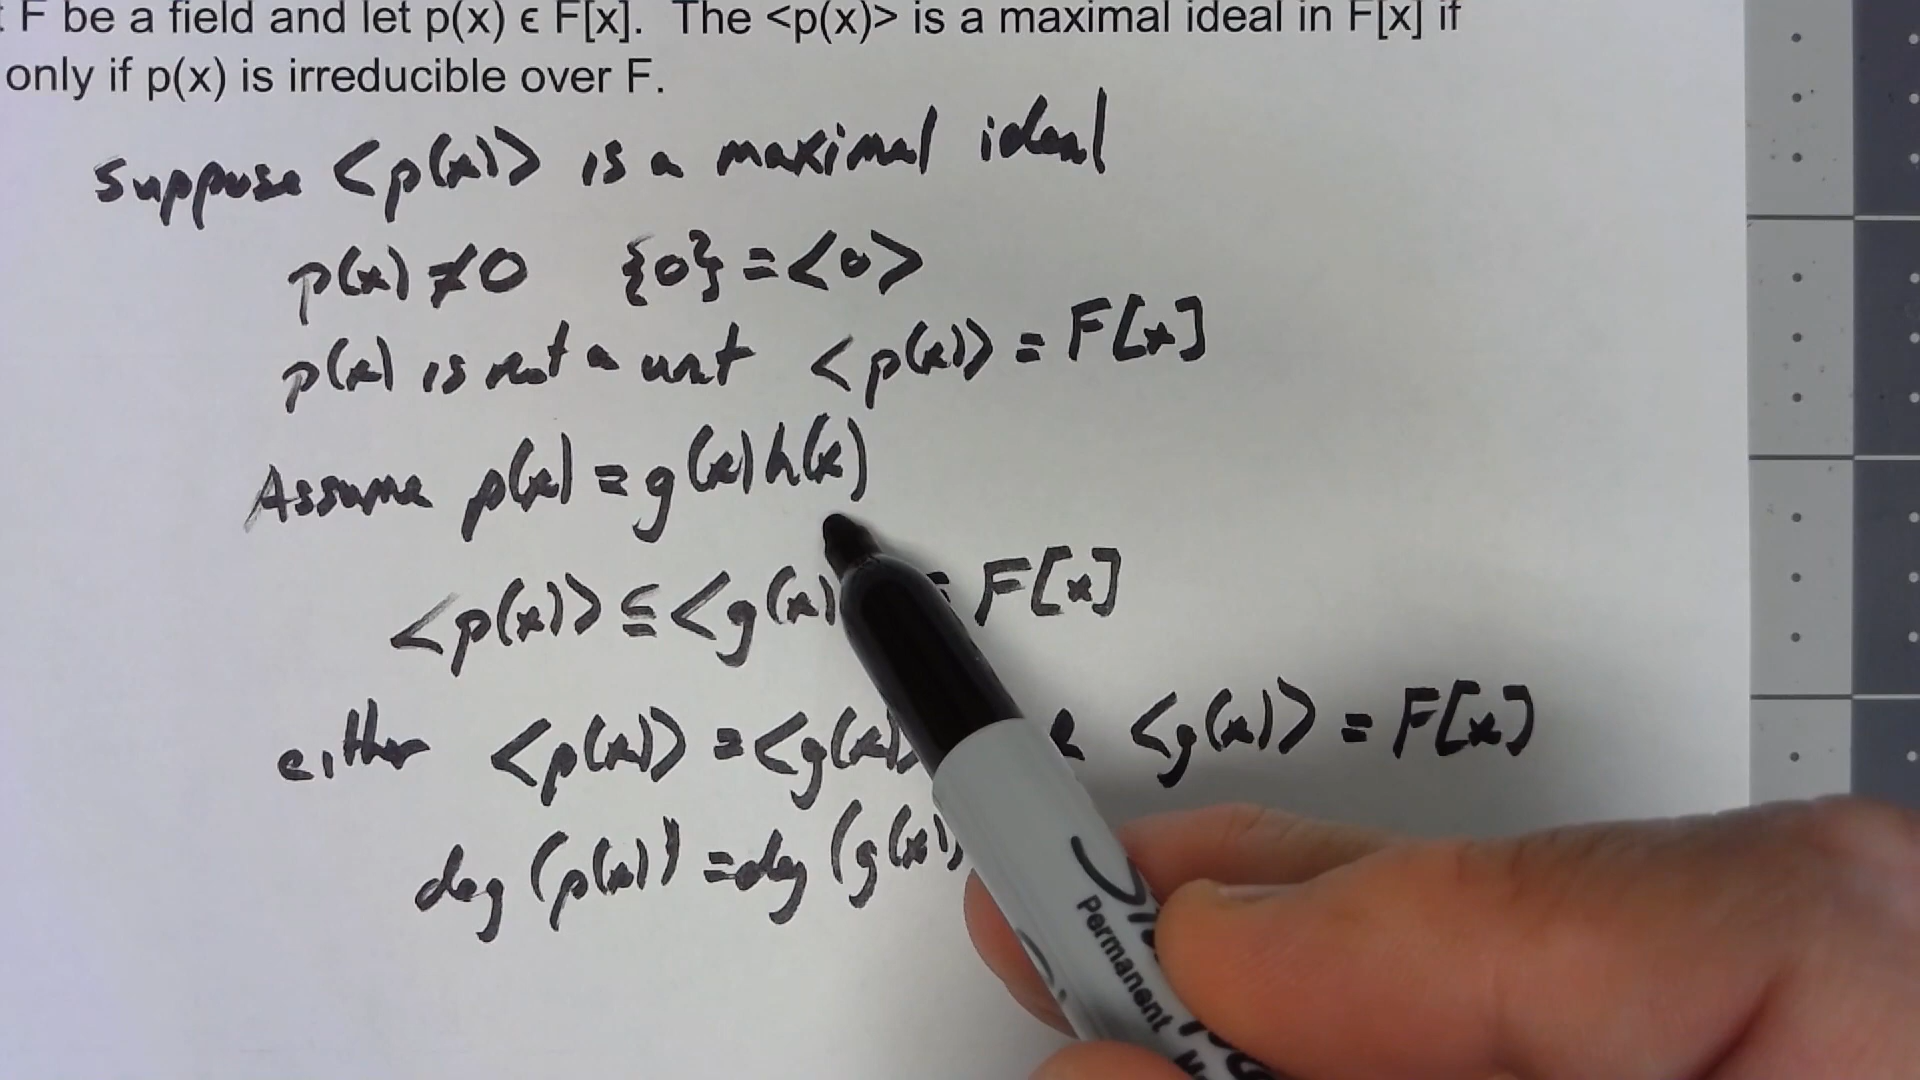 F be a field and let p(x) ϵ F[x]. The <p(x)> is a maximal ideal in F[x] if
only if p(x) is irreducible over F.
suppose <p(x)> is a maximal ideal
p(x) ≠ 0 {0} = <0>
p(x) is not a unit <p(x)> = F[x]
Assume p(x) = g(x)h(x)
<p(x)> ⊆ <g(x) F[x]
either <p(x)> = <g(x)> <g(x)> = F[x]
deg(p(x)) = deg(g(x)
Permanent